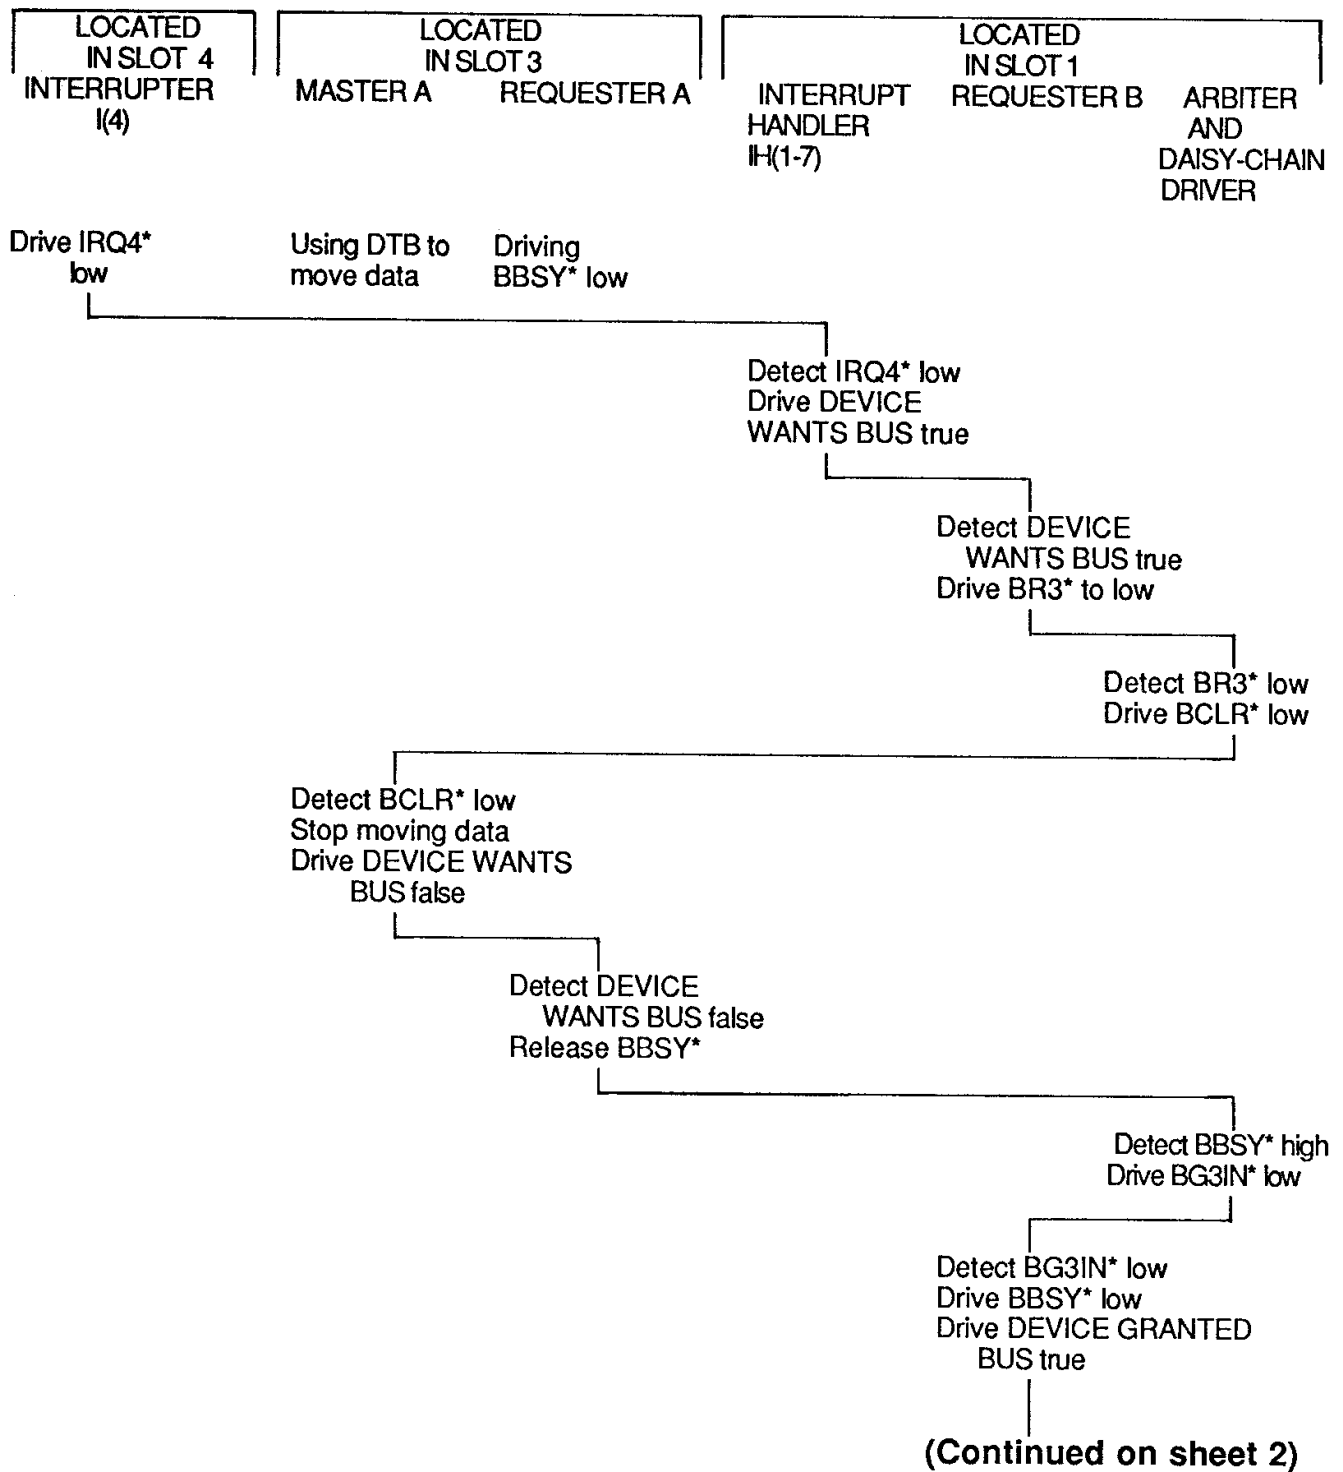 LOCATED
IN SLOT 4
INTERRUPTER
I(4)
LOCATED
IN SLOT 3
MASTER A
REQUESTER A
LOCATED
IN SLOT 1
INTERRUPT
HANDLER
IH(1-7)
REQUESTER B
ARBITER
AND
DAISY-CHAIN
DRIVER
Drive IRQ4*
low
Using DTB to
move data
Driving
BBSY* low
Detect IRQ4* low
Drive DEVICE
WANTS BUS true
Detect DEVICE
WANTS BUS true
Drive BR3* to low
Detect BR3* low
Drive BCLR* low
Detect BCLR* low
Stop moving data
Drive DEVICE WANTS
BUS false
Detect DEVICE
WANTS BUS false
Release BBSY*
Detect BBSY* high
Drive BG3IN* low
Detect BG3IN* low
Drive BBSY* low
Drive DEVICE GRANTED
BUS true
(Continued on sheet 2)